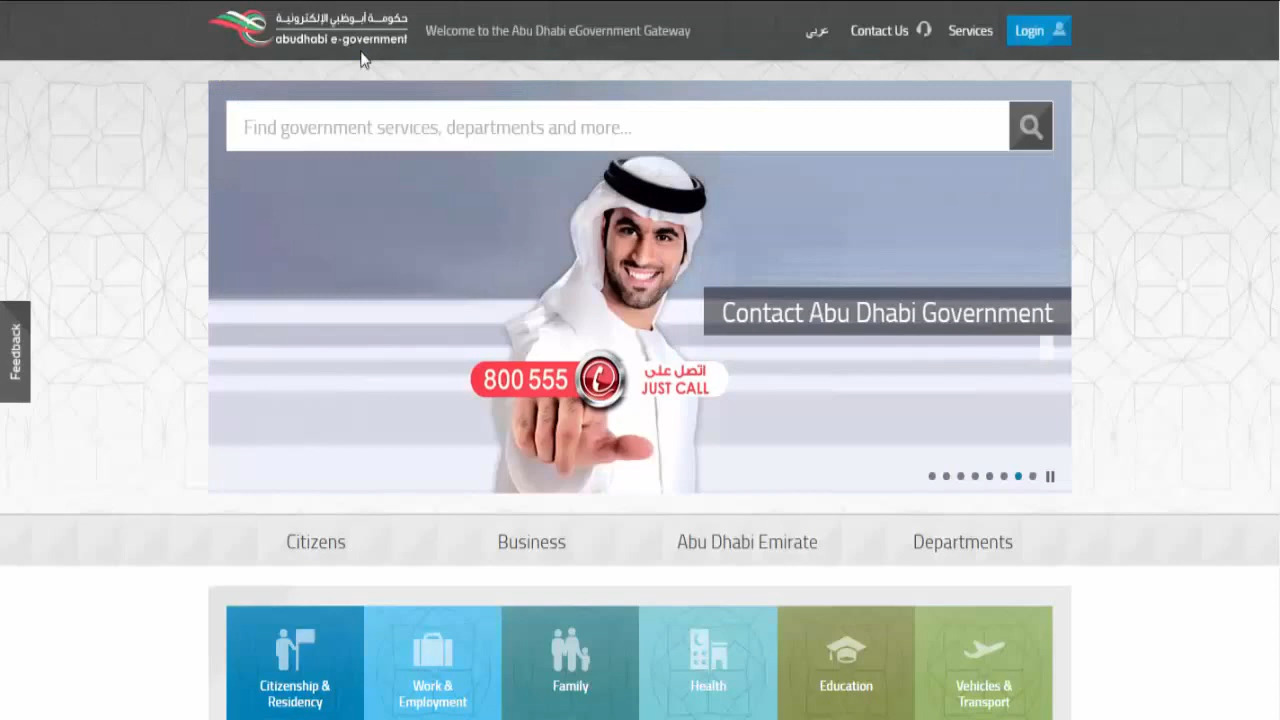 حكومة أبوظبي الإلكترونية
abudhabi e-government
Welcome to the Abu Dhabi eGovernment Gateway
عربي
Contact Us
Services
Login
Find government services, departments and more...
Contact Abu Dhabi Government
800 555
اتصل على
JUST CALL
Feedback
Citizens
Business
Abu Dhabi Emirate
Departments
Citizenship &
Residency
Work &
Employment
Family
Health
Education
Vehicles &
Transport